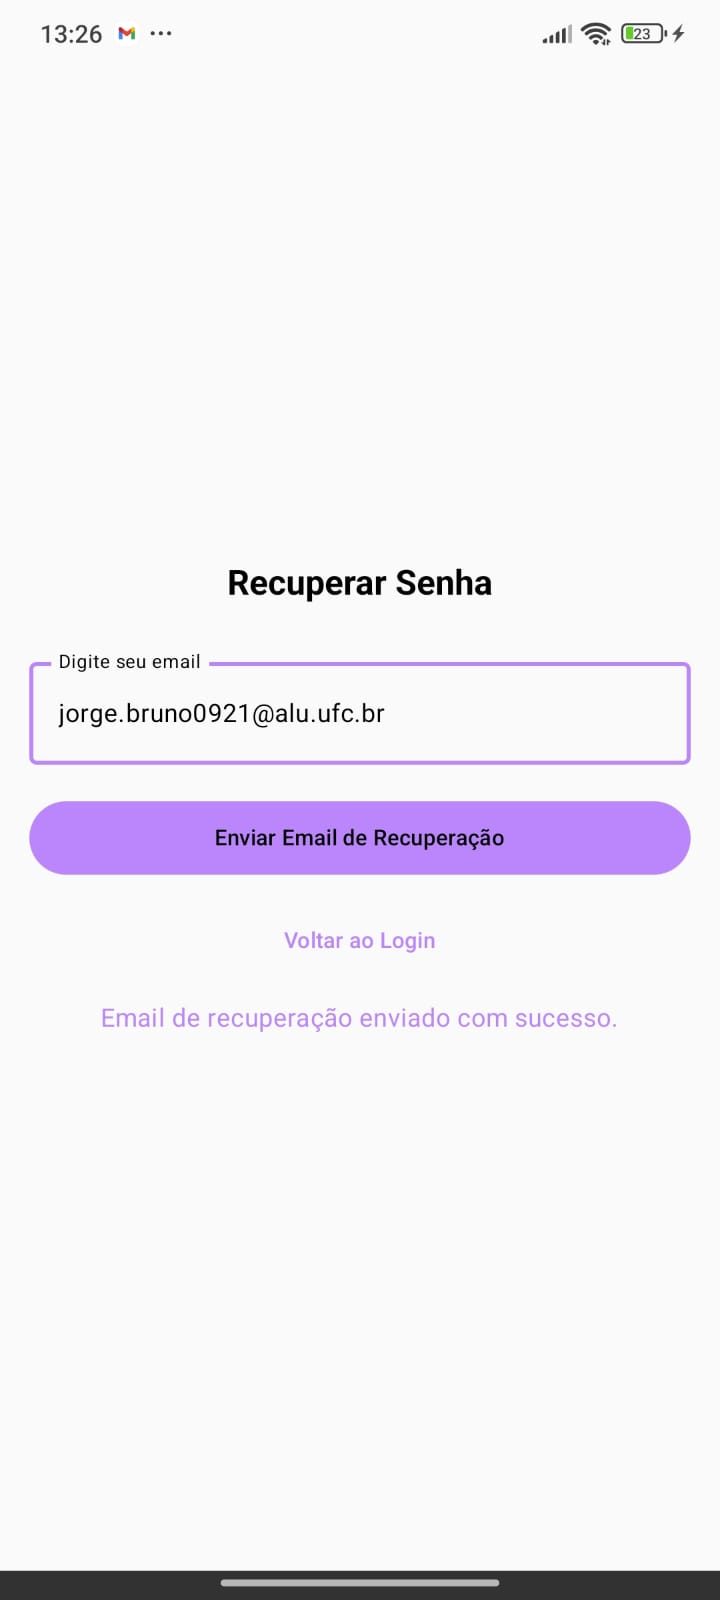 13:26
23
Recuperar Senha
Digite seu email
jorge.bruno0921@alu.ufc.br
Enviar Email de Recuperação
Voltar ao Login
Email de recuperação enviado com sucesso.